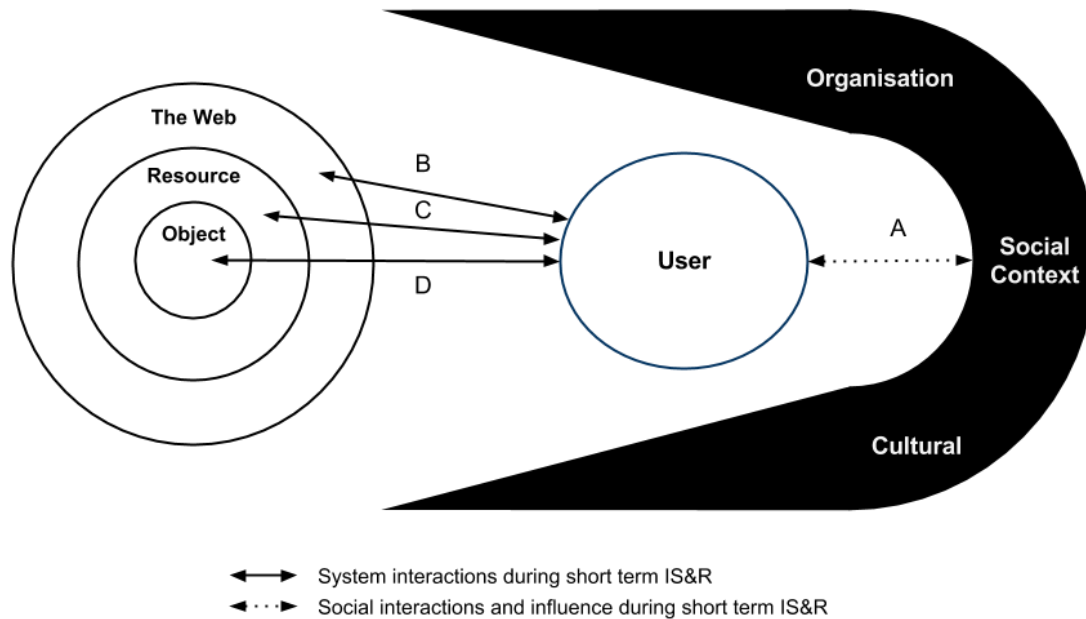 The Web
Resource
Object
B
C
D
User
A
Organisation
Social
Context
Cultural
System interactions during short term IS&R
Social interactions and influence during short term IS&R